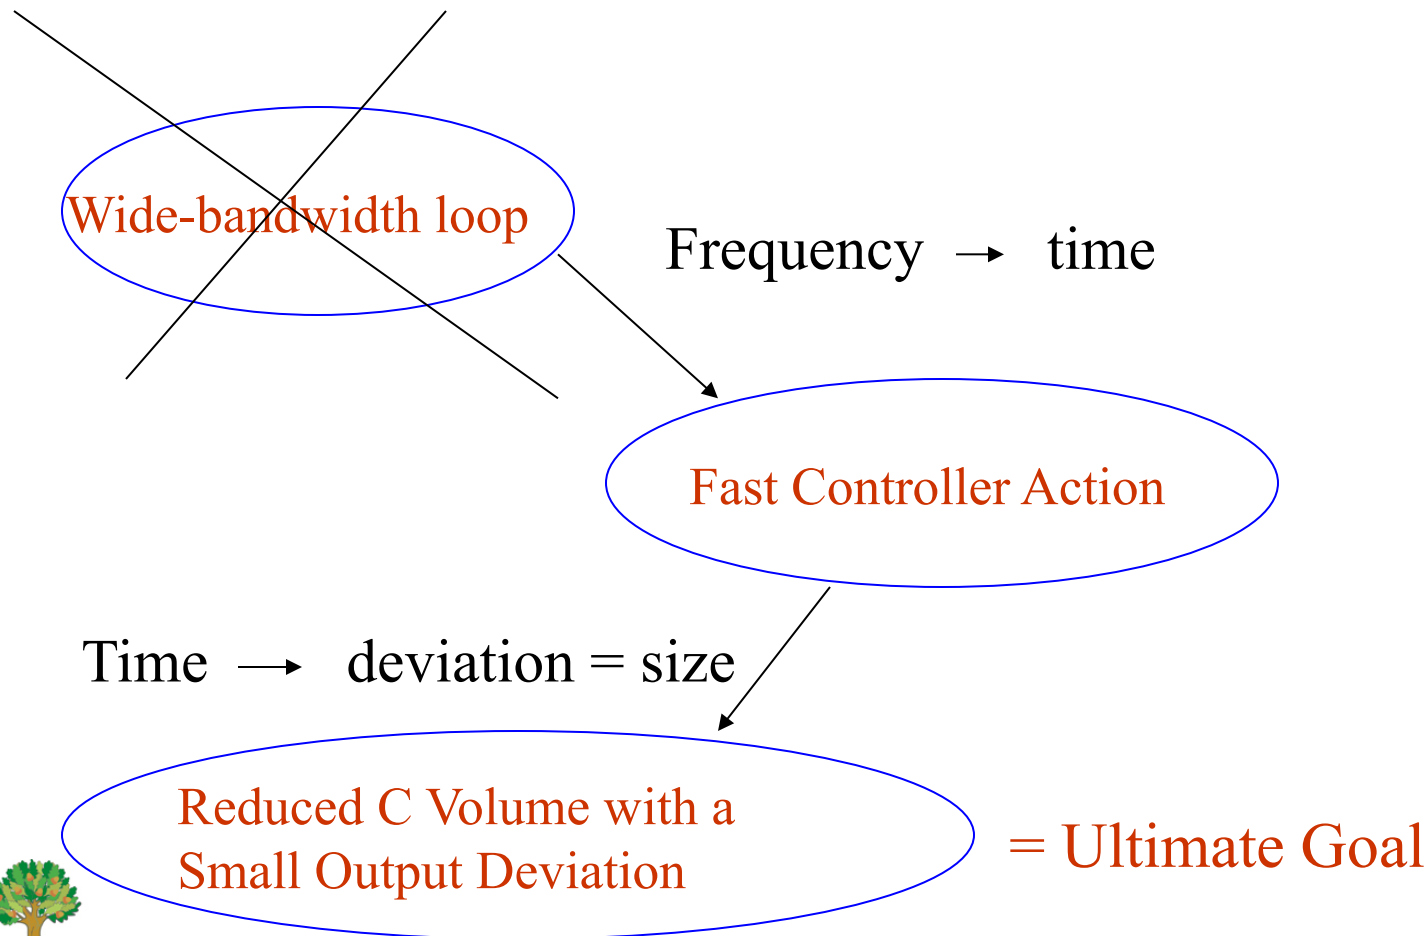 Wide-bandwidth loop
Frequency → time
Fast Controller Action
Time → deviation = size
Reduced C Volume with a
Small Output Deviation
= Ultimate Goal